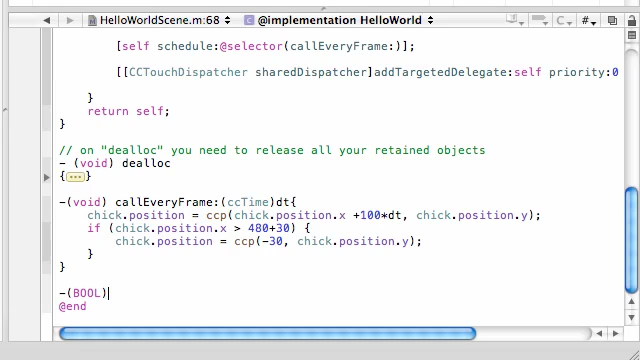 HelloWorldScene.m:68 @implementation HelloWorld #
[self schedule:@selector(callEveryFrame:)];
[[CCTouchDispatcher sharedDispatcher]addTargetedDelegate:self priority:0
}
return self;
}
// on "dealloc" you need to release all your retained objects
- (void) dealloc
{...}
-(void) callEveryFrame:(ccTime)dt{
chick.position = ccp(chick.position.x +100*dt, chick.position.y);
if (chick.position.x > 480+30) {
chick.position = ccp(-30, chick.position.y);
}
}
-(BOOL)
@end